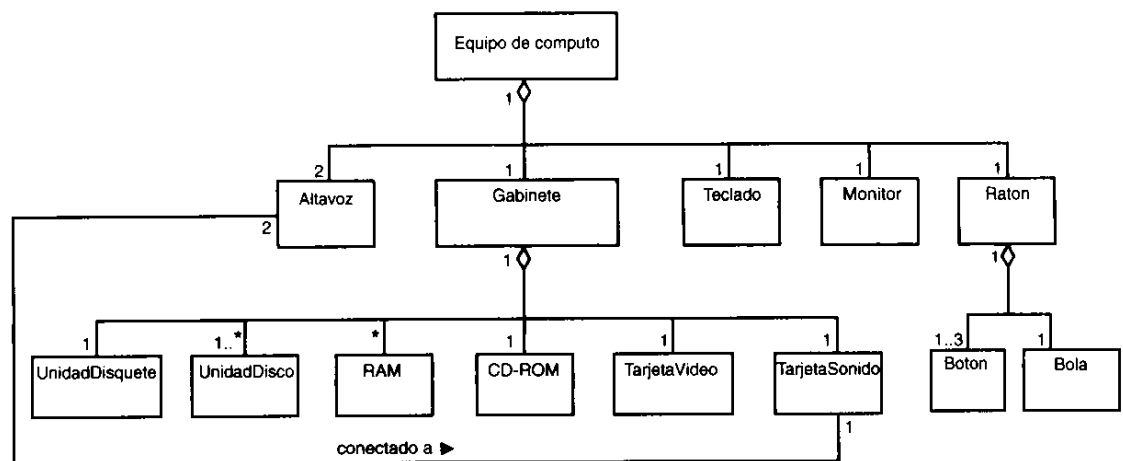 Equipo de computo
1
2 1 1 1 1
Altavoz Gabinete Teclado Monitor Raton
2 1 1
1 1..* * 1 1 1 1..3 1
UnidadDisquete UnidadDisco RAM CD-ROM TarjetaVideo TarjetaSonido Boton Bola
1
conectado a ►